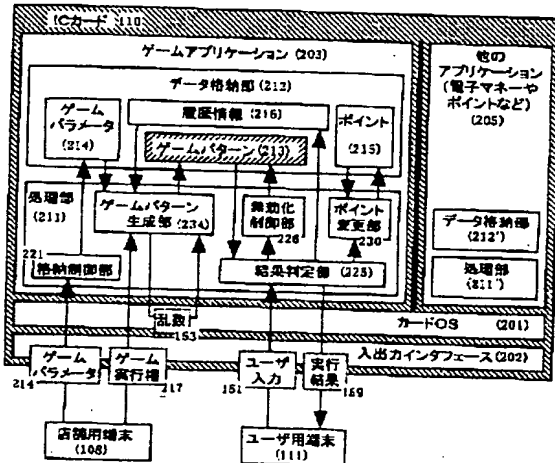 ICカード 110
ゲームアプリケーション(203)
データ格納部(212)
ゲーム
パラメータ
(214)
履歴情報 (216)
ゲームパターン(213)
ポイント
(215)
処理部
(211)
ゲームパターン
生成部 (234)
制御部
226
ポイント
変更部
230
221
格納制御部
結果判定部 (225)
他の
アプリケーション
(電子マネーや
ポイントなど)
(205)
データ格納部
(212')
処理部
(211')
乱数
153
カードOS (201)
入出力インタフェース(202)
ゲーム
パラメータ
214
ゲーム
実行権
217
ユーザ
入力
151
実行
結果
159
店舗用端末
(108)
ユーザ用端末
(111)